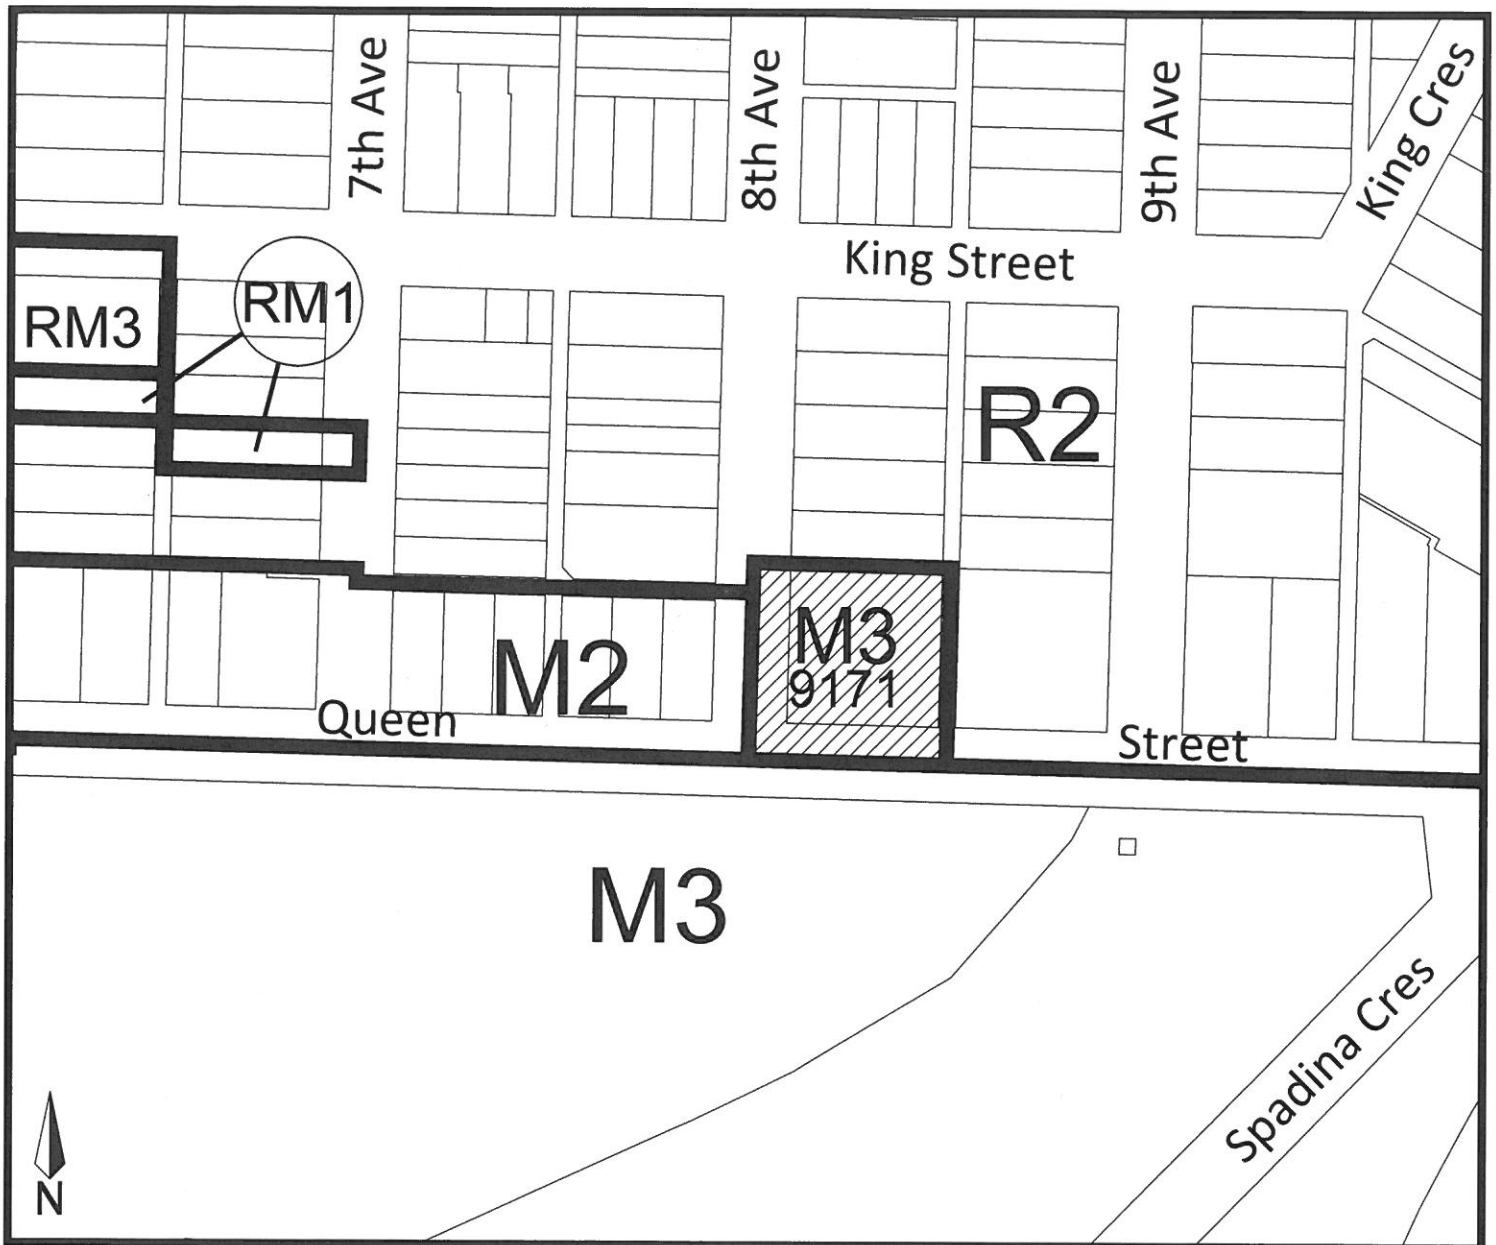 7th Ave
8th Ave
9th Ave
King Cres
King Street
RM1
RM3
R2
M3
9171
M2
Queen
Street
M3
Spadina Cres
N